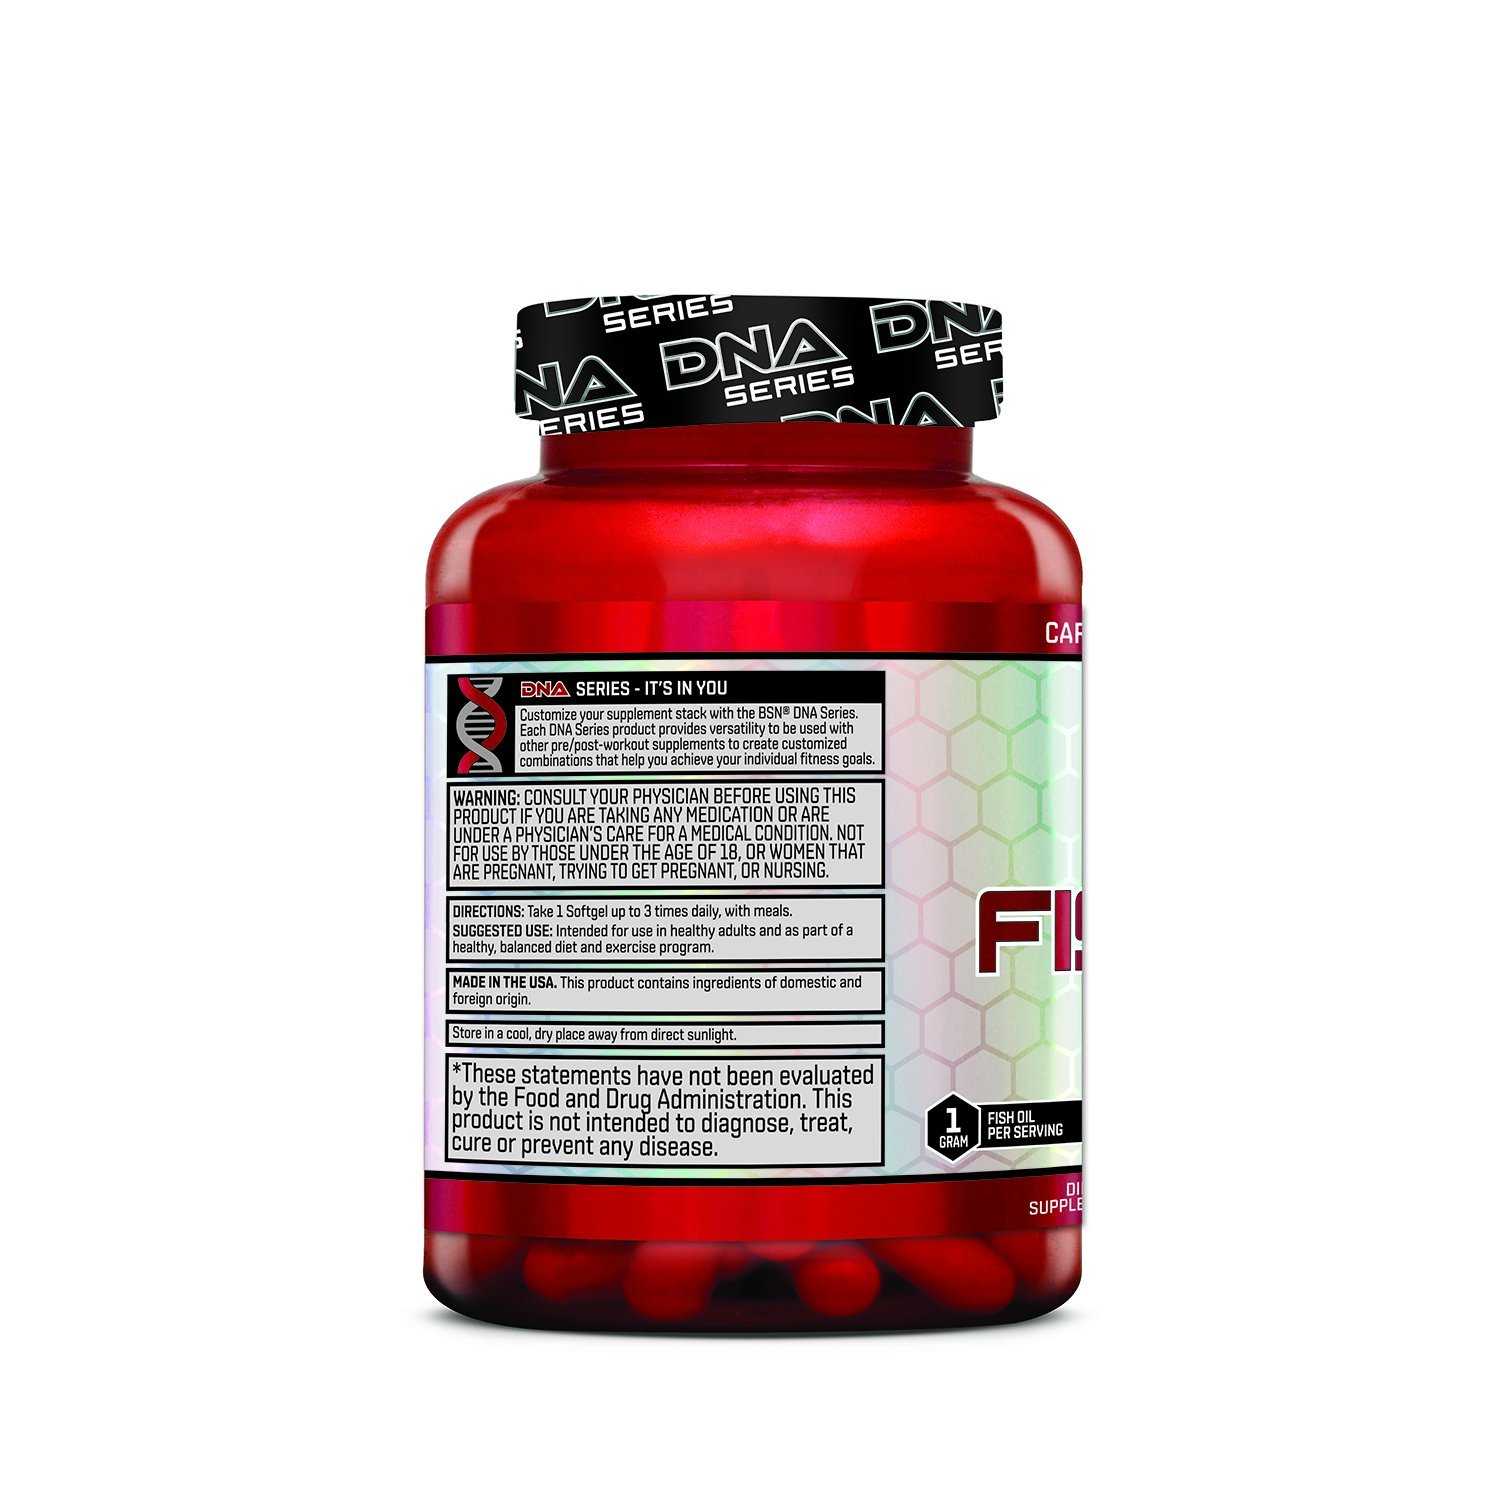 SERIES
DNA
SERIES
DNA
SERIES
CAR
DNA SERIES - IT'S IN YOU
Customize your supplement stack with the BSN® DNA Series.
Each DNA Series product provides versatility to be used with
other pre/post-workout supplements to create customized
combinations that help you achieve your individual fitness goals.
WARNING: CONSULT YOUR PHYSICIAN BEFORE USING THIS
PRODUCT IF YOU ARE TAKING ANY MEDICATION OR ARE
UNDER A PHYSICIAN'S CARE FOR A MEDICAL CONDITION. NOT
FOR USE BY THOSE UNDER THE AGE OF 18, OR WOMEN THAT
ARE PREGNANT, TRYING TO GET PREGNANT, OR NURSING.
DIRECTIONS: Take 1 Softgel up to 3 times daily, with meals.
SUGGESTED USE: Intended for use in healthy adults and as part of a
healthy, balanced diet and exercise program.
MADE IN THE USA. This product contains ingredients of domestic and
foreign origin.
Store in a cool, dry place away from direct sunlight.
*These statements have not been evaluated
by the Food and Drug Administration. This
product is not intended to diagnose, treat,
cure or prevent any disease.
FIS
1
GRAM
FISH OIL
PER SERVING
DI
SUPPLE